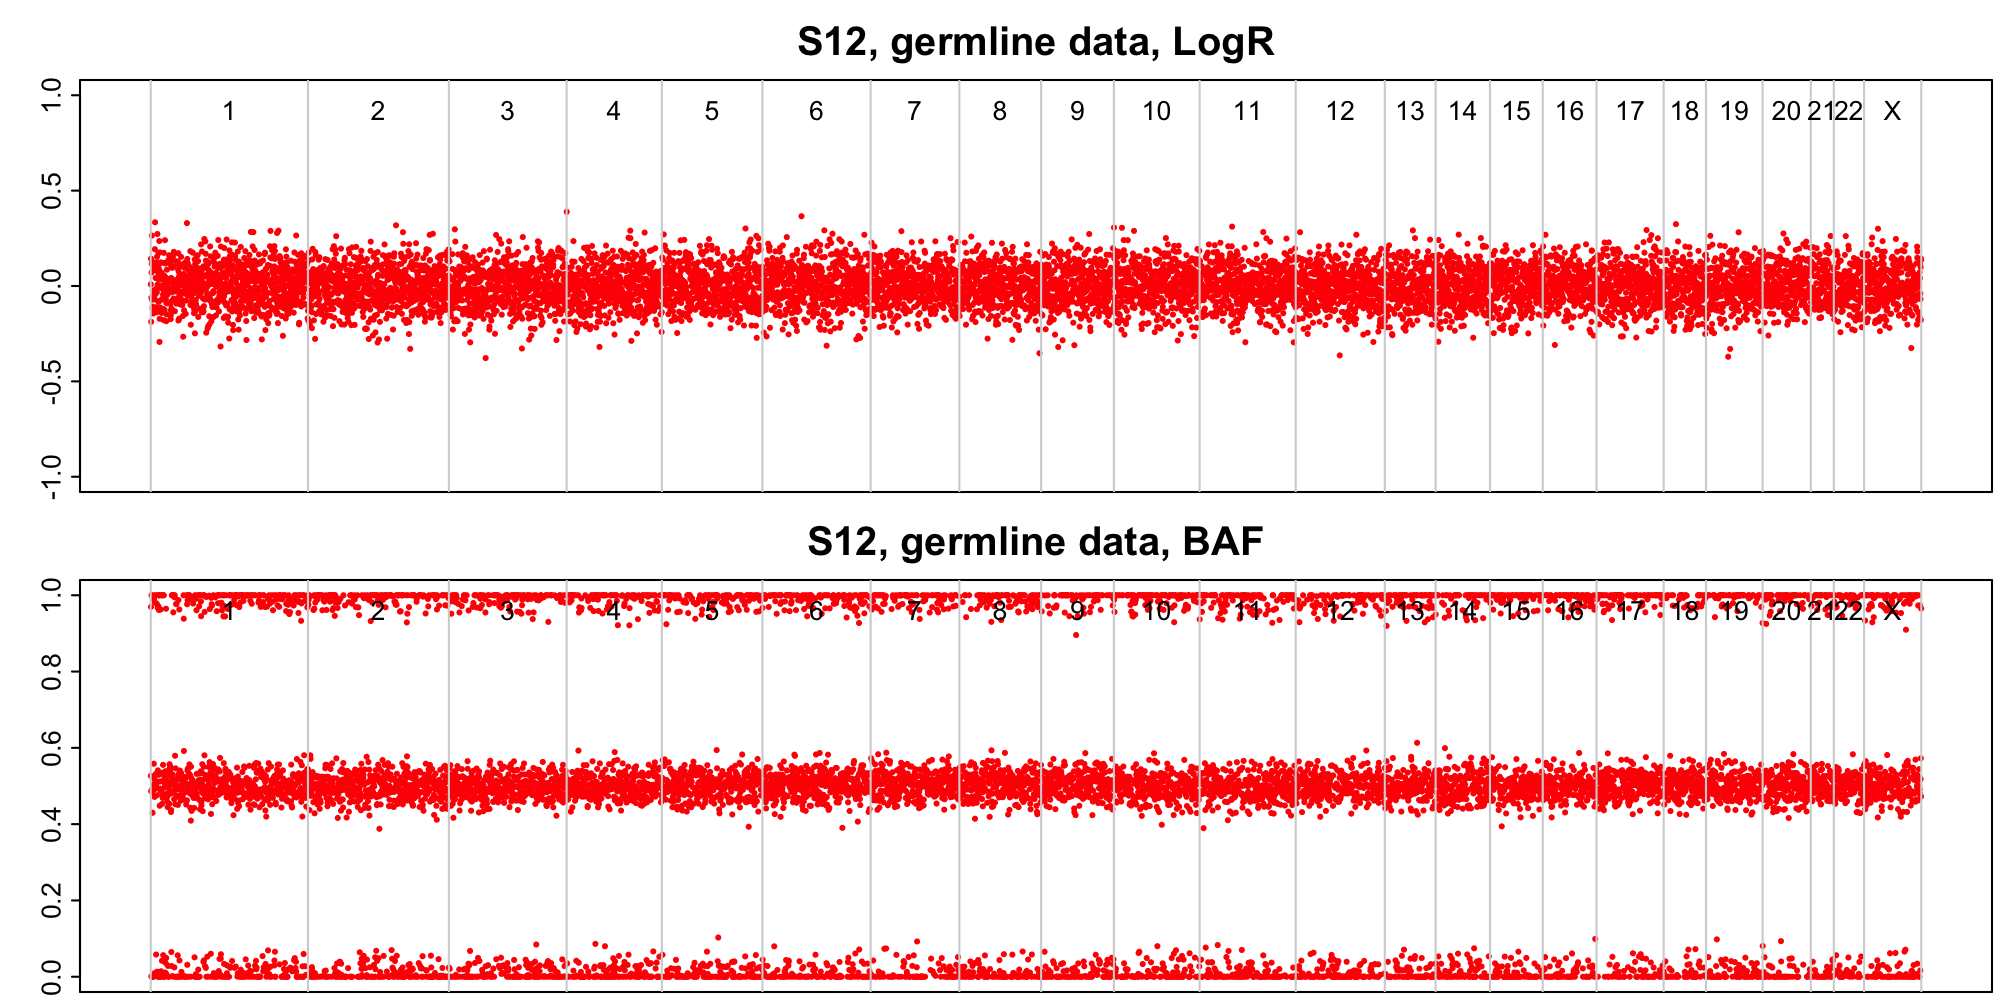 S12, germline data, LogR
1.0
0.5
0.0
-0.5
-1.0
1 2 3 4 5 6 7 8 9 10 11 12 13 14 15 16 17 18 19 20 21 22 X
S12, germline data, BAF
1.0
0.8
0.6
0.4
0.2
0.0
1 2 3 4 5 6 7 8 9 10 11 12 13 14 15 16 17 18 19 20 21 22 X